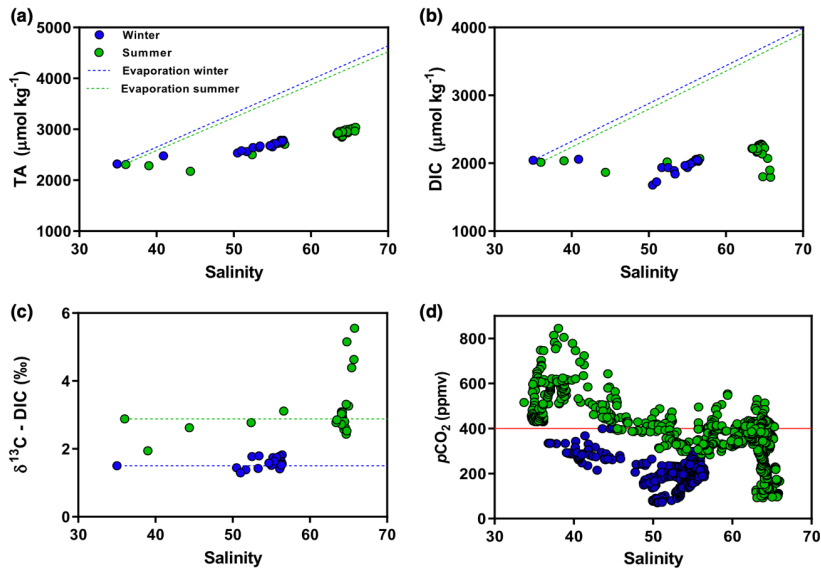 (a)
5000
4000
3000
2000
1000
TA
(µmol kg-1)
Winter
Summer
Evaporation winter
Evaporation summer
30 40 50 60 70
Salinity
(b)
4000
3000
2000
1000
DIC (µmol kg-1)
30 40 50 60 70
Salinity
(c)
6
4
2
0
δ13C - DIC (‰)
30 40 50 60 70
Salinity
(d)
800
600
400
200
0
pCO2 (ppmv)
30 40 50 60 70
Salinity